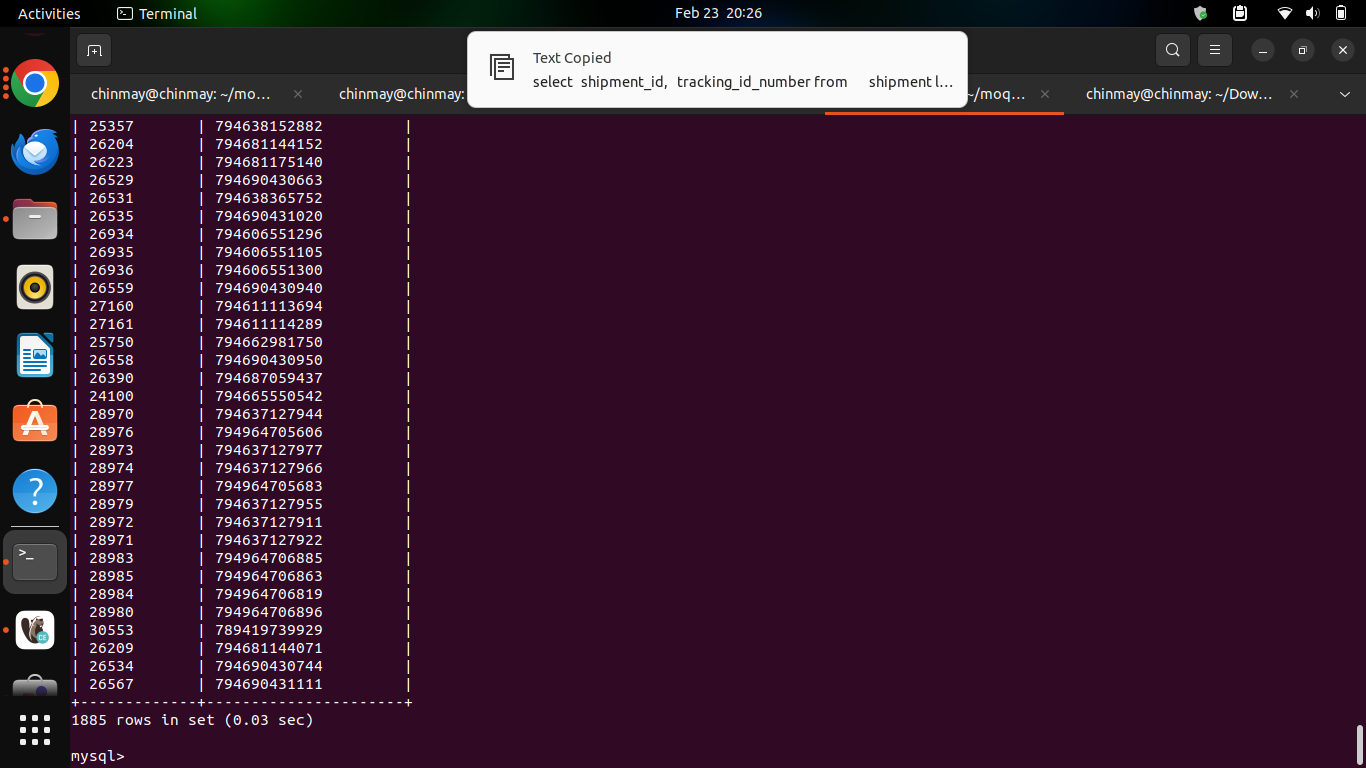 Activities
Terminal
Feb 23 20:26
Text Copied
select shipment_id, tracking_id_number from shipment l...
chinmay@chinmay: ~/mo... ×
chinmay@chinmay:
~/moq... ×
chinmay@chinmay: ~/Dow... ×
| 25357 | 794638152882 |
| 26204 | 794681144152 |
| 26223 | 794681175140 |
| 26529 | 794690430663 |
| 26531 | 794638365752 |
| 26535 | 794690431020 |
| 26934 | 794606551296 |
| 26935 | 794606551105 |
| 26936 | 794606551300 |
| 26559 | 794690430940 |
| 27160 | 794611113694 |
| 27161 | 794611114289 |
| 25750 | 794662981750 |
| 26558 | 794690430950 |
| 26390 | 794687059437 |
| 24100 | 794665550542 |
| 28970 | 794637127944 |
| 28976 | 794964705606 |
| 28973 | 794637127977 |
| 28974 | 794637127966 |
| 28977 | 794964705683 |
| 28979 | 794637127955 |
| 28972 | 794637127911 |
| 28971 | 794637127922 |
| 28983 | 794964706885 |
| 28985 | 794964706863 |
| 28984 | 794964706819 |
| 28980 | 794964706896 |
| 30553 | 789419739929 |
| 26209 | 794681144071 |
| 26534 | 794690430744 |
| 26567 | 794690431111 |
+-------------+----------------------+
1885 rows in set (0.03 sec)
mysql>